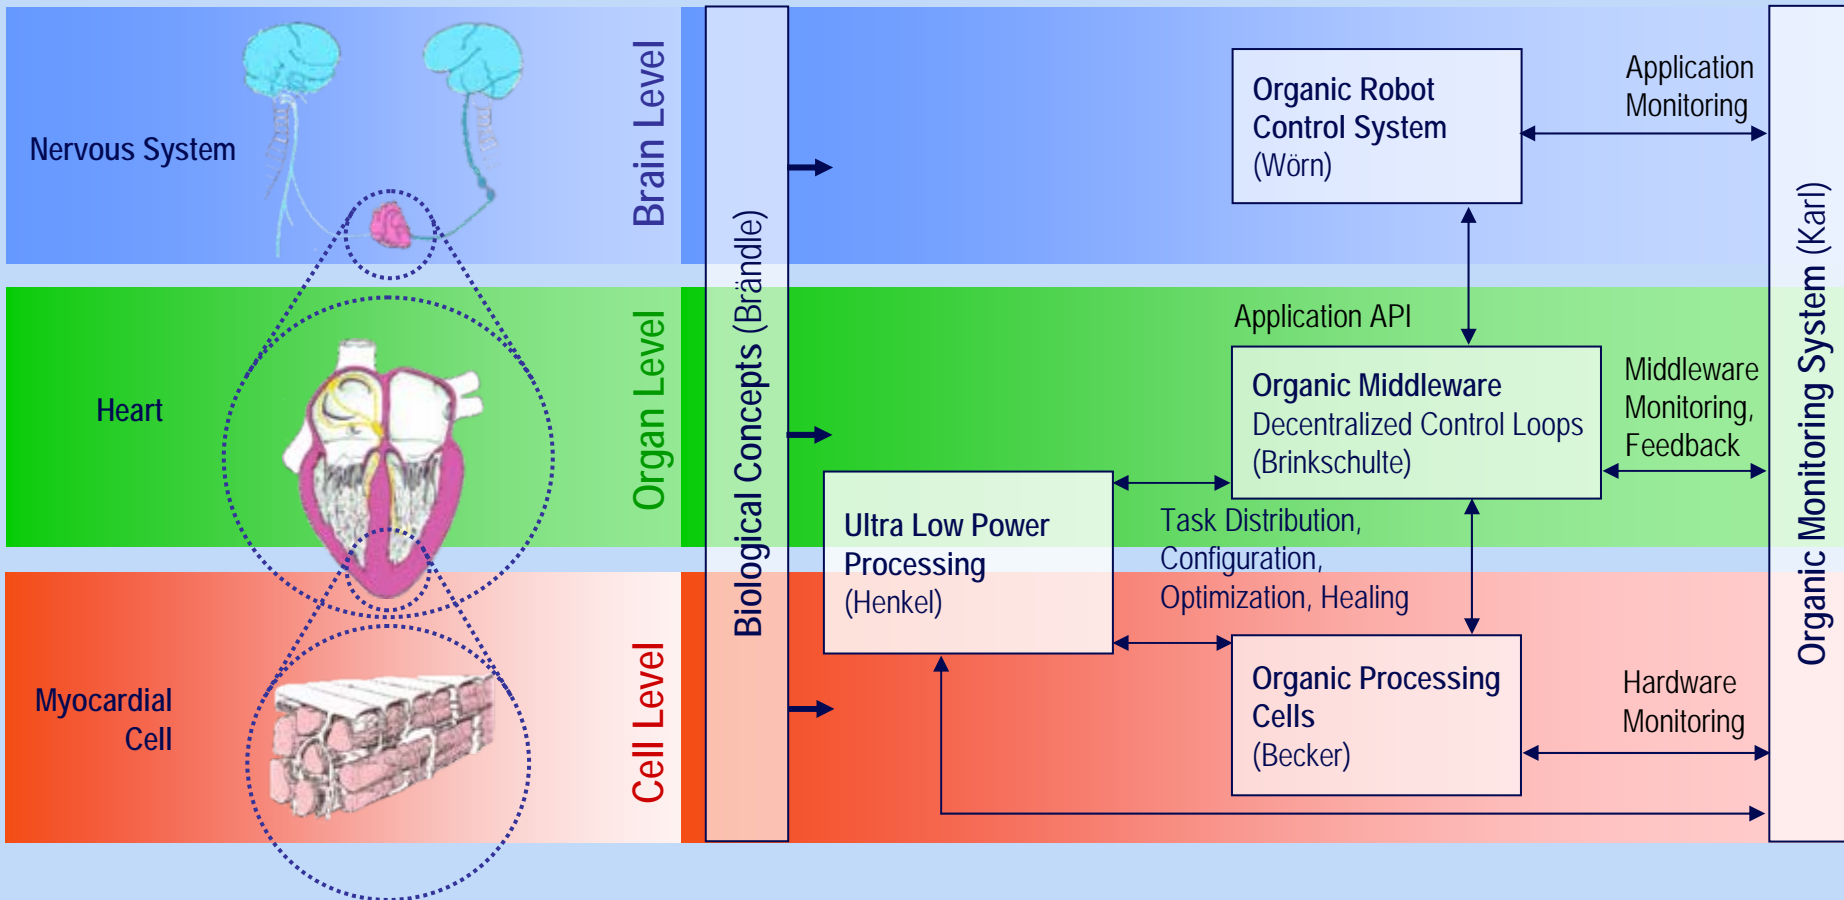 Nervous System
Brain Level
Heart
Organ Level
Myocardial
Cell
Cell Level
Biological Concepts (Brändle)
Organic Robot
Control System
(Wörn)
Application
Monitoring
Application API
Organic Middleware
Decentralized Control Loops
(Brinkschulte)
Middleware
Monitoring,
Feedback
Ultra Low Power
Processing
(Henkel)
Task Distribution,
Configuration,
Optimization, Healing
Organic Processing
Cells
(Becker)
Hardware
Monitoring
Organic Monitoring System (Karl)